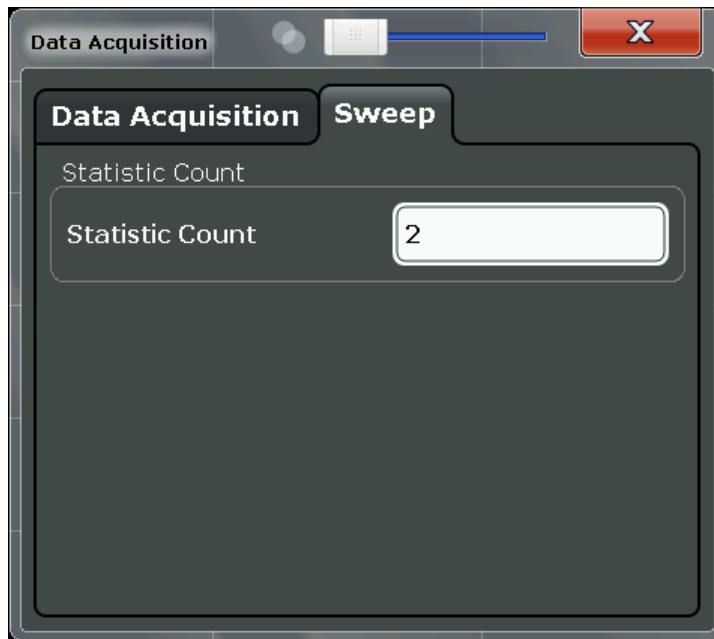 Data Acquisition X
Data Acquisition Sweep
Statistic Count
Statistic Count 2